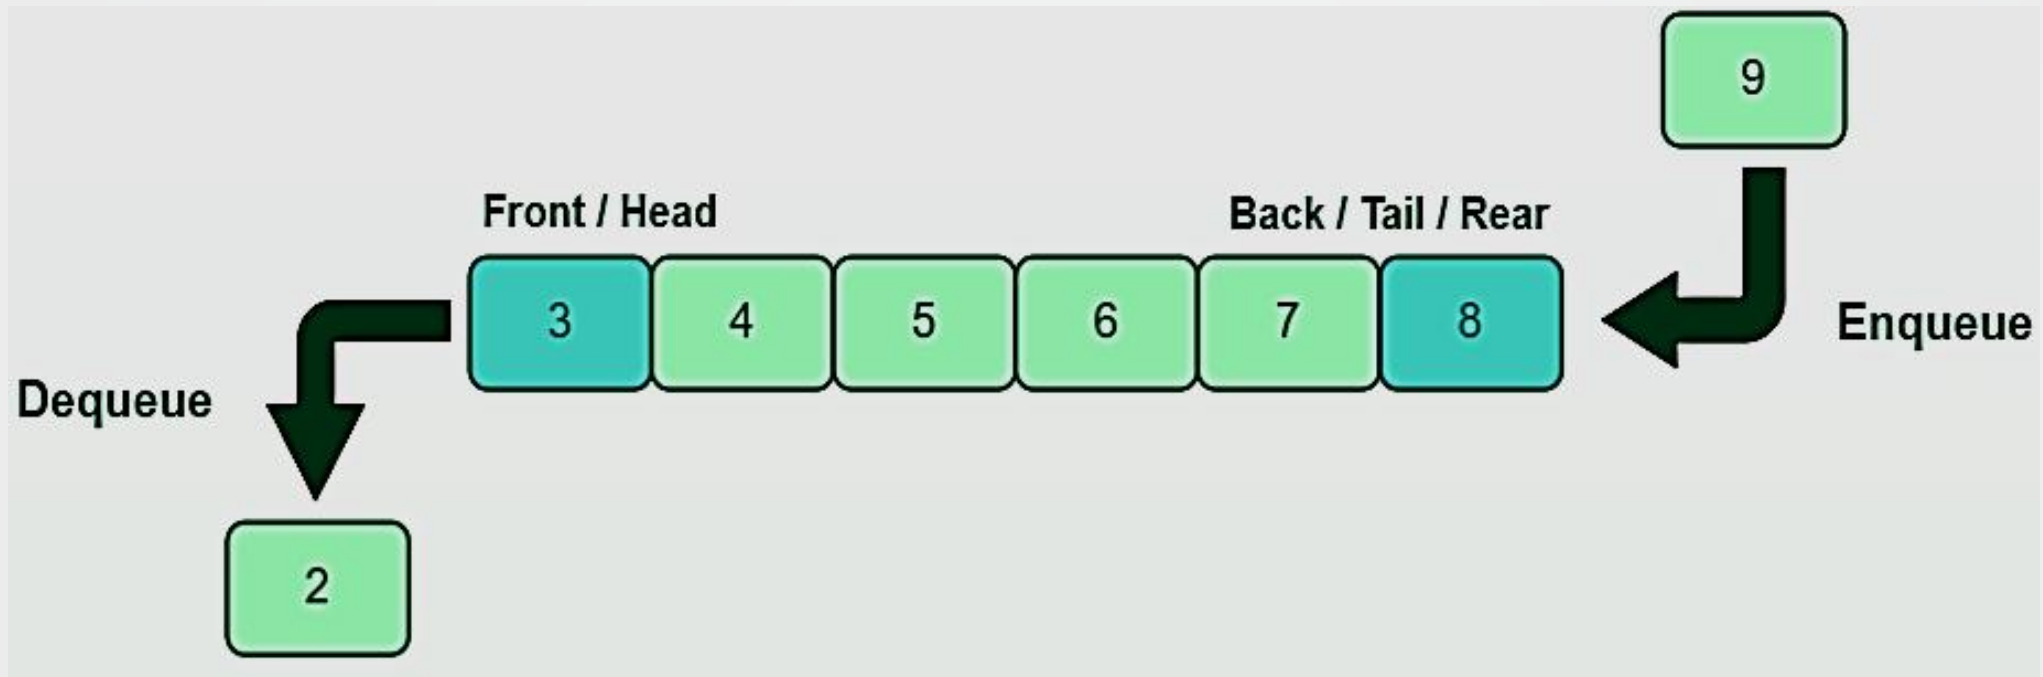 9
Front / Head
Back / Tail / Rear
3 4 5 6 7 8
Enqueue
Dequeue
2